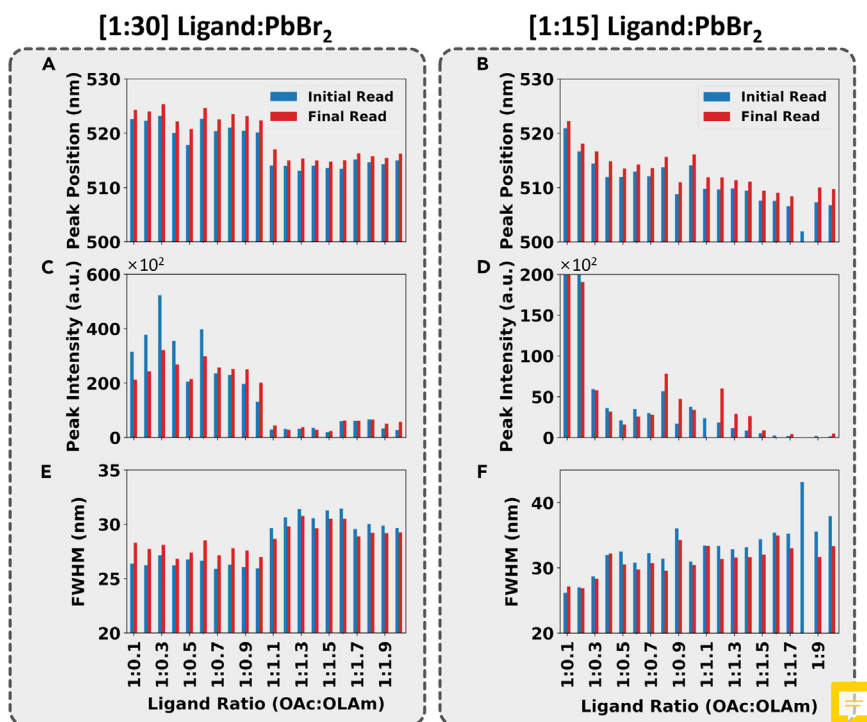 [1:30] Ligand:PbBr₂
[1:15] Ligand:PbBr₂
A
Peak Position (nm)
530
520
510
500
Initial Read
Final Read
B
Peak Position (nm)
530
520
510
500
Initial Read
Final Read
C
Peak Intensity (a.u.)
×10²
600
400
200
0
D
Peak Intensity (a.u.)
×10²
200
150
100
50
0
E
FWHM (nm)
35
30
25
20
1:0.1
1:0.3
1:0.5
1:0.7
1:0.9
1:1.1
1:1.3
1:1.5
1:1.7
1:1.9
Ligand Ratio (OAc:OLAm)
F
FWHM (nm)
40
30
20
1:0.1
1:0.3
1:0.5
1:0.7
1:0.9
1:1.1
1:1.3
1:1.5
1:1.7
1:9
Ligand Ratio (OAc:OLAm)